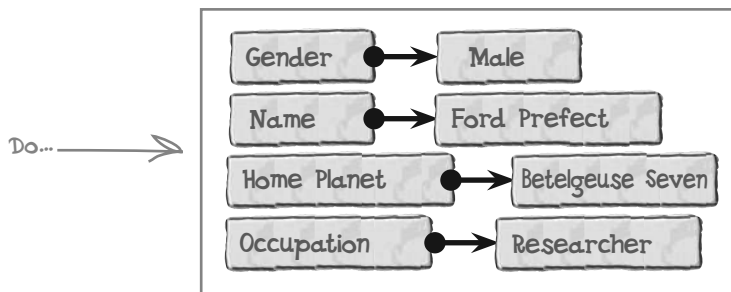 Gender Male
Name Ford Prefect
Do...
Home Planet Betelgeuse Seven
Occupation Researcher